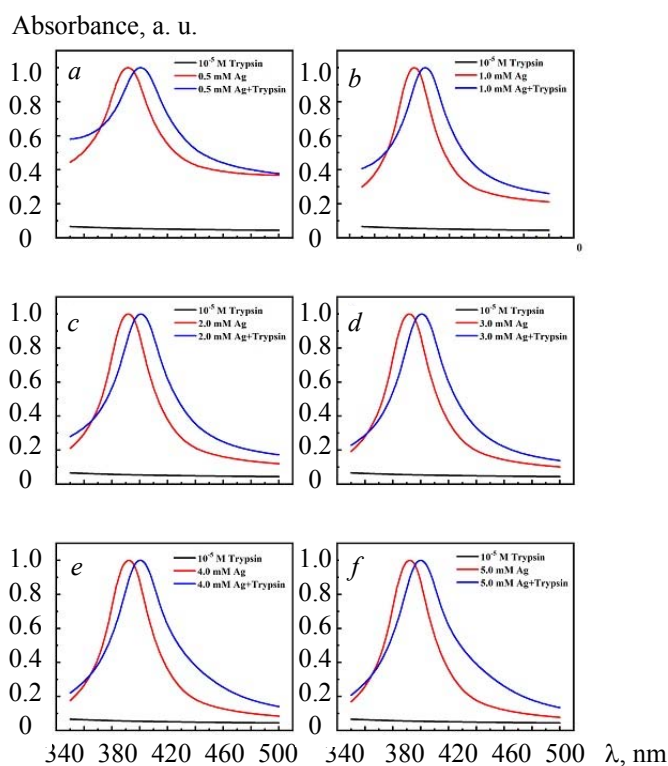 Absorbance, a. u.
a
10⁻⁵ M Trypsin
0.5 mM Ag
0.5 mM Ag+Trypsin
1.0
0.8
0.6
0.4
0.2
0
b
10⁻⁵ M Trypsin
1.0 mM Ag
1.0 mM Ag+Trypsin
1.0
0.8
0.6
0.4
0.2
0
0
c
10⁻⁵ M Trypsin
2.0 mM Ag
2.0 mM Ag+Trypsin
1.0
0.8
0.6
0.4
0.2
0
d
10⁻⁵ M Trypsin
3.0 mM Ag
3.0 mM Ag+Trypsin
1.0
0.8
0.6
0.4
0.2
0
e
10⁻⁵ M Trypsin
4.0 mM Ag
4.0 mM Ag+Trypsin
1.0
0.8
0.6
0.4
0.2
0
f
10⁻⁵ M Trypsin
5.0 mM Ag
5.0 mM Ag+Trypsin
1.0
0.8
0.6
0.4
0.2
0
340 380 420 460 500 340 380 420 460 500 λ, nm